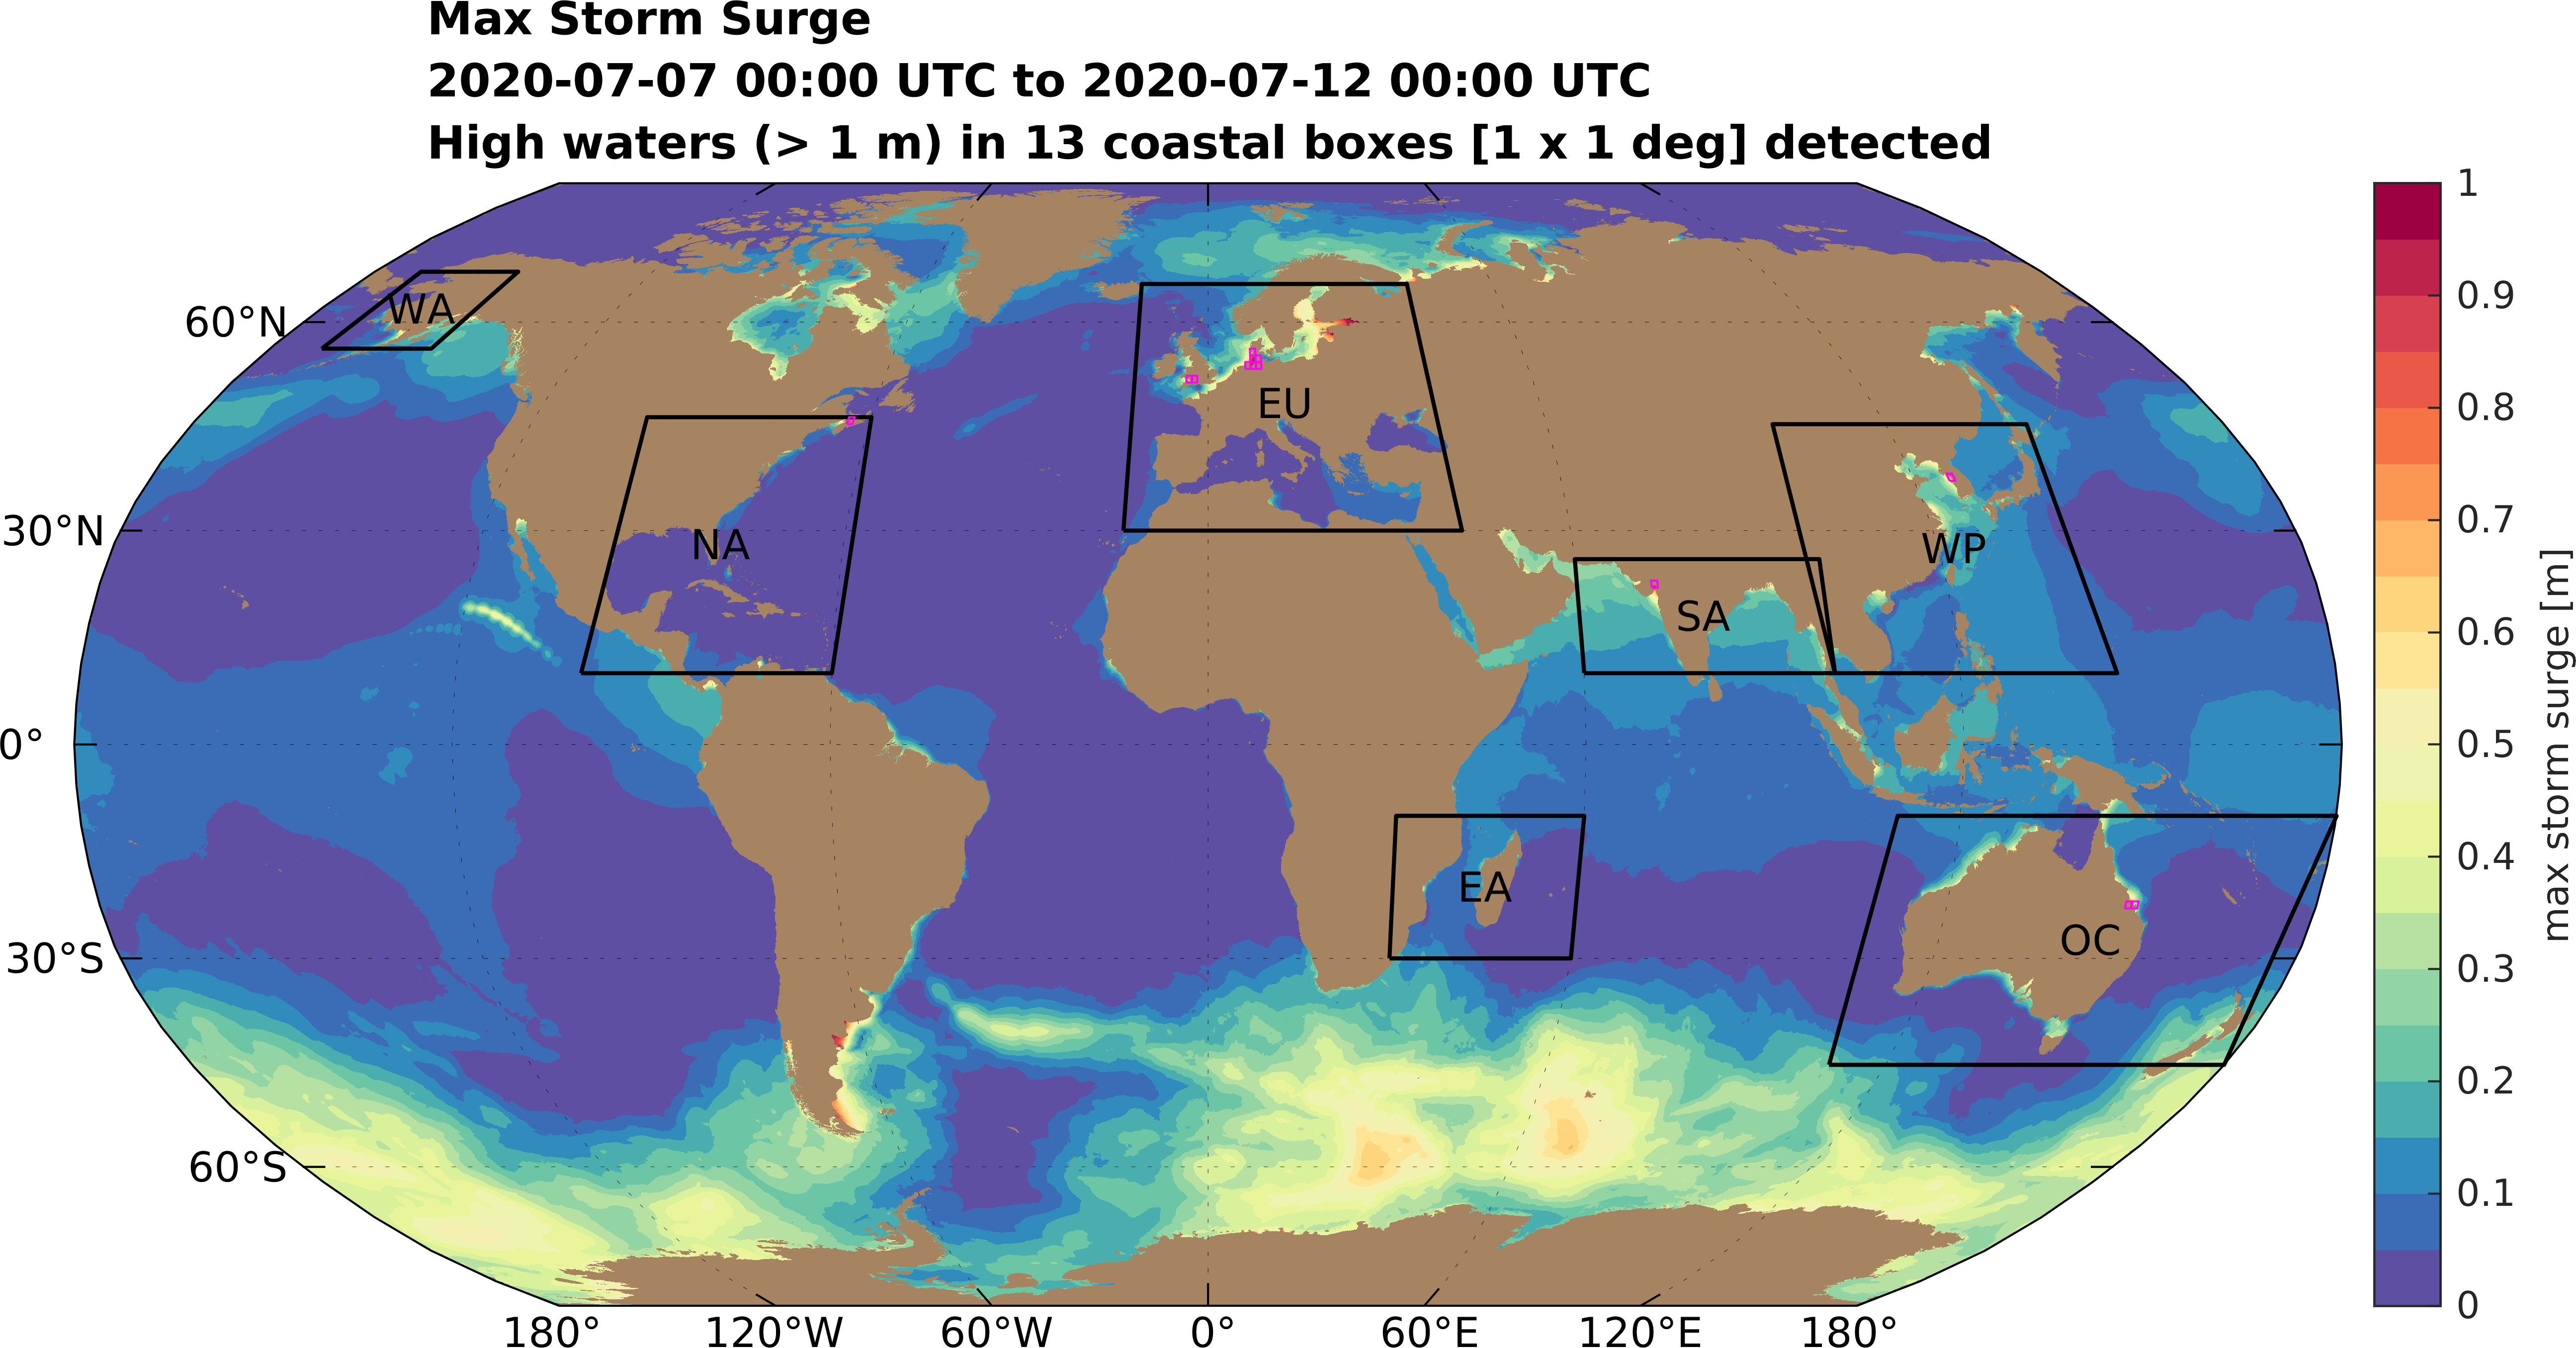 Max Storm Surge
2020-07-07 00:00 UTC to 2020-07-12 00:00 UTC
High waters (> 1 m) in 13 coastal boxes [1 x 1 deg] detected
60°N
30°N
0°
30°S
60°S
WA
NA
EU
SA
WP
EA
OC
180°
120°W
60°W
0°
60°E
120°E
180°
1
0.9
0.8
0.7
0.6
0.5
0.4
0.3
0.2
0.1
0
max storm surge [m]